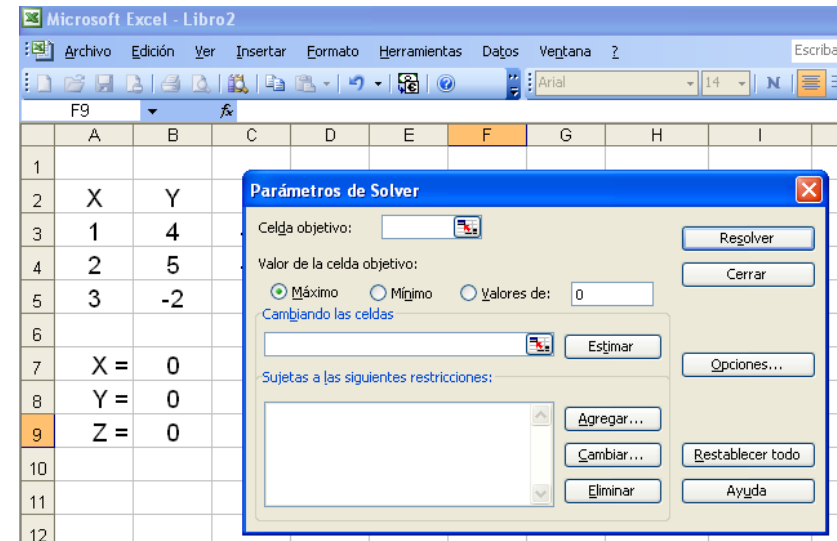 Microsoft Excel - Libro2
Archivo Edición Ver Insertar Formato Herramientas Datos Ventana ? Escriba
Arial 14 N
F9 fx
A B C D E F G H I
1
2 X Y
3 1 4
4 2 5
5 3 -2
6
7 X = 0
8 Y = 0
9 Z = 0
10
11
12
Parámetros de Solver
Celda objetivo:
Resolver
Valor de la celda objetivo:
Cerrar
Máximo Mínimo Valores de: 0
Cambiando las celdas
Estimar
Opciones...
Sujetas a las siguientes restricciones:
Agregar...
Cambiar... Restablecer todo
Eliminar Ayuda